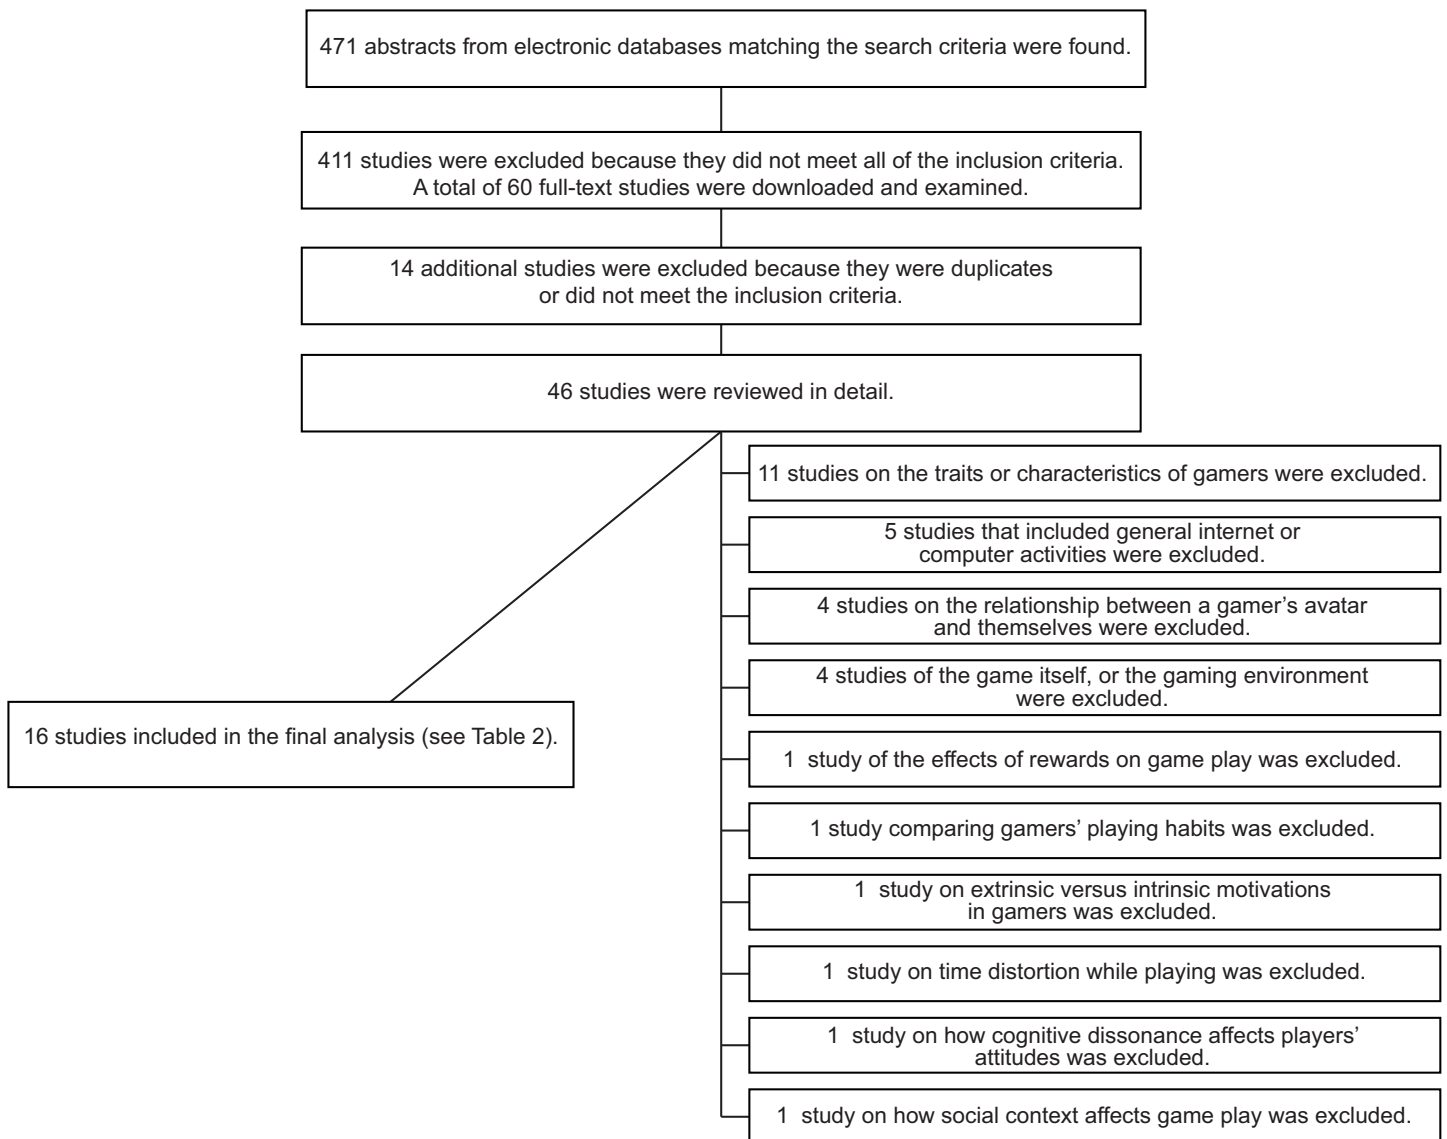 471 abstracts from electronic databases matching the search criteria were found.
411 studies were excluded because they did not meet all of the inclusion criteria.
A total of 60 full-text studies were downloaded and examined.
14 additional studies were excluded because they were duplicates
or did not meet the inclusion criteria.
46 studies were reviewed in detail.
11 studies on the traits or characteristics of gamers were excluded.
5 studies that included general internet or
computer activities were excluded.
4 studies on the relationship between a gamer’s avatar
and themselves were excluded.
4 studies of the game itself, or the gaming environment
were excluded.
16 studies included in the final analysis (see Table 2).
1 study of the effects of rewards on game play was excluded.
1 study comparing gamers’ playing habits was excluded.
1 study on extrinsic versus intrinsic motivations
in gamers was excluded.
1 study on time distortion while playing was excluded.
1 study on how cognitive dissonance affects players’
attitudes was excluded.
1 study on how social context affects game play was excluded.